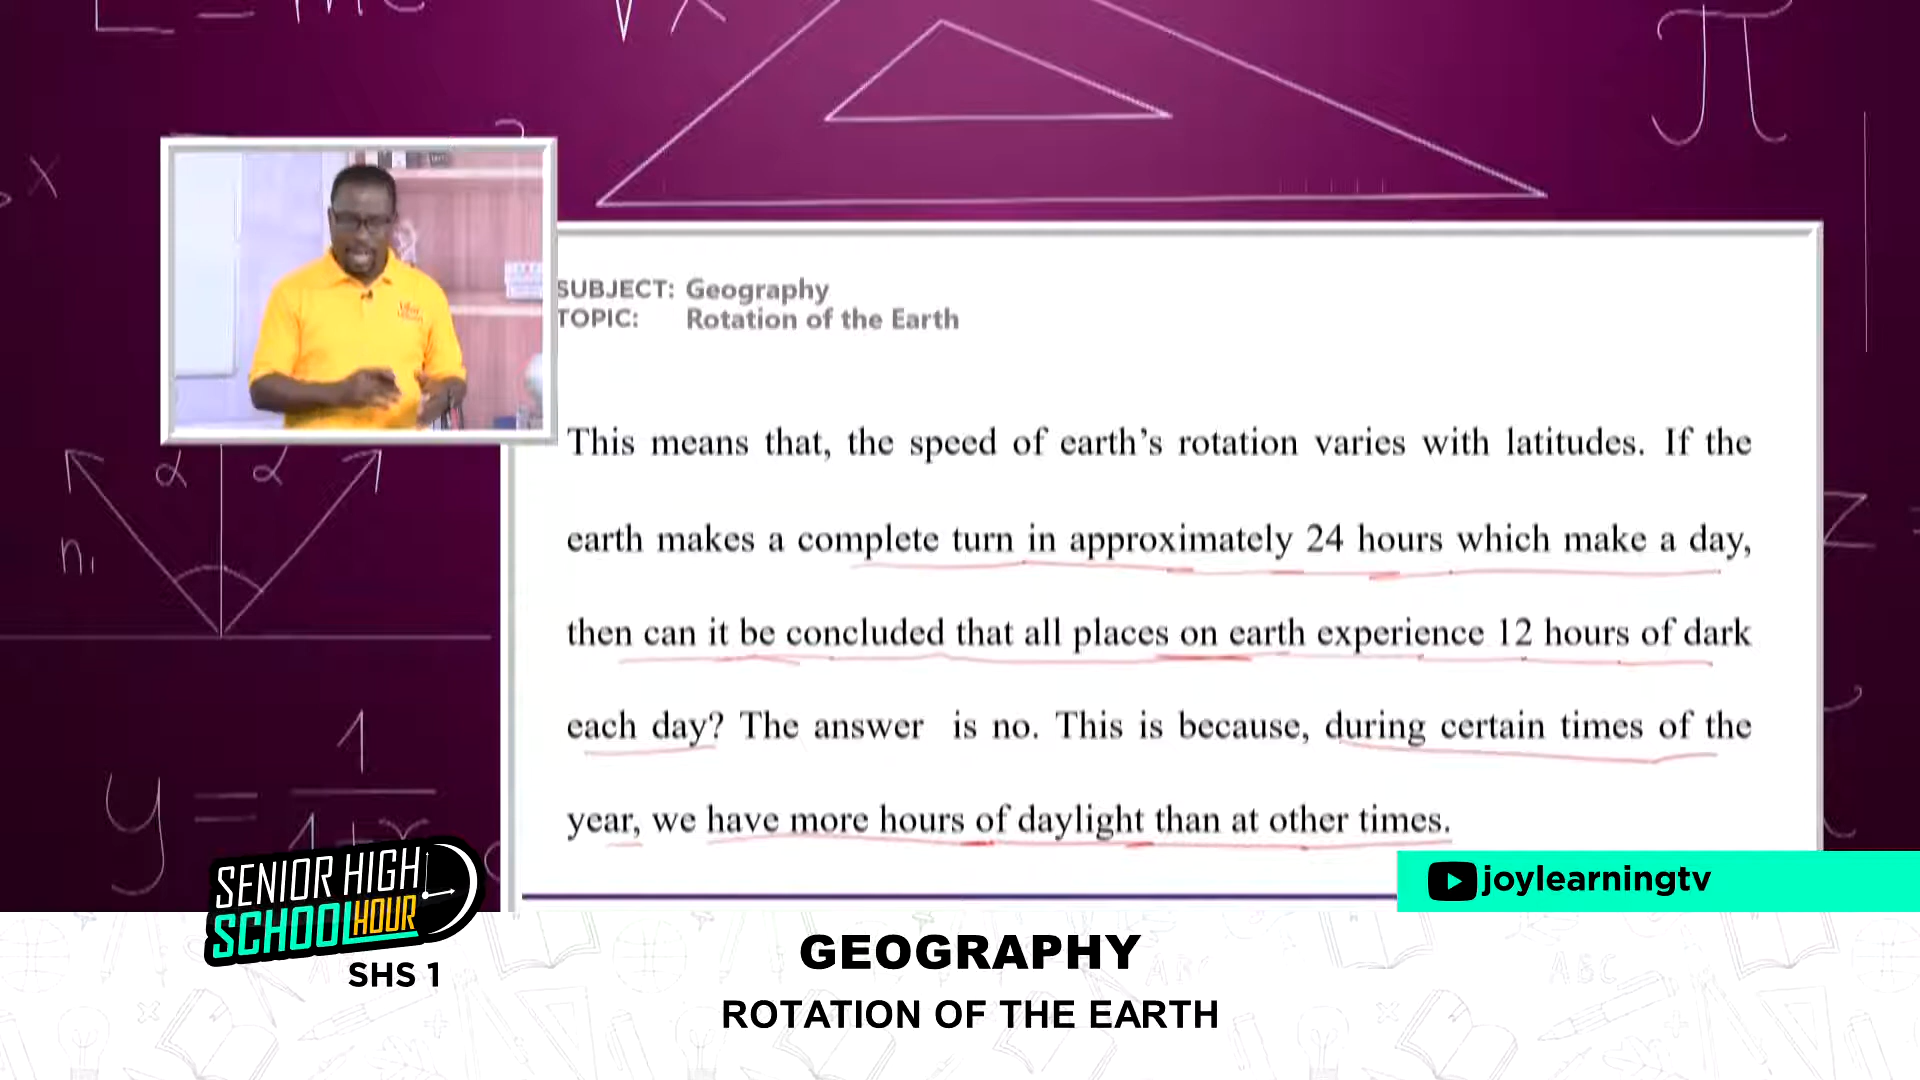 SUBJECT: Geography
TOPIC: Rotation of the Earth
This means that, the speed of earth’s rotation varies with latitudes. If the
earth makes a complete turn in approximately 24 hours which make a day,
then can it be concluded that all places on earth experience 12 hours of dark
each day? The answer is no. This is because, during certain times of the
year, we have more hours of daylight than at other times.
π
x
α α
n₁
Z =
y = 1
1+x
joylearningtv
SENIOR HIGH
SCHOOL HOUR
SHS 1
GEOGRAPHY
ROTATION OF THE EARTH
ABC